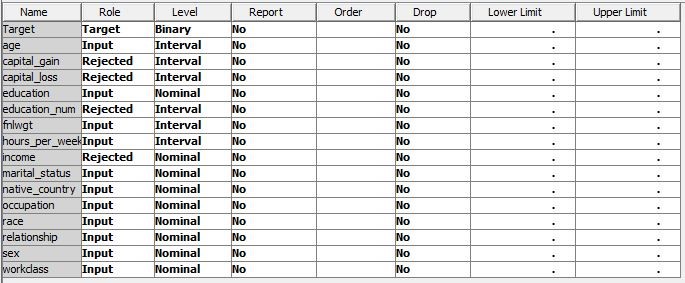 Name Role Level Report Order Drop Lower Limit Upper Limit
Target Target Binary No No . .
age Input Interval No No . .
capital_gain Rejected Interval No No . .
capital_loss Rejected Interval No No . .
education Input Nominal No No . .
education_num Rejected Interval No No . .
fnlwgt Input Interval No No . .
hours_per_week Input Interval No No . .
income Rejected Nominal No No . .
marital_status Input Nominal No No . .
native_country Input Nominal No No . .
occupation Input Nominal No No . .
race Input Nominal No No . .
relationship Input Nominal No No . .
sex Input Nominal No No . .
workclass Input Nominal No No . .